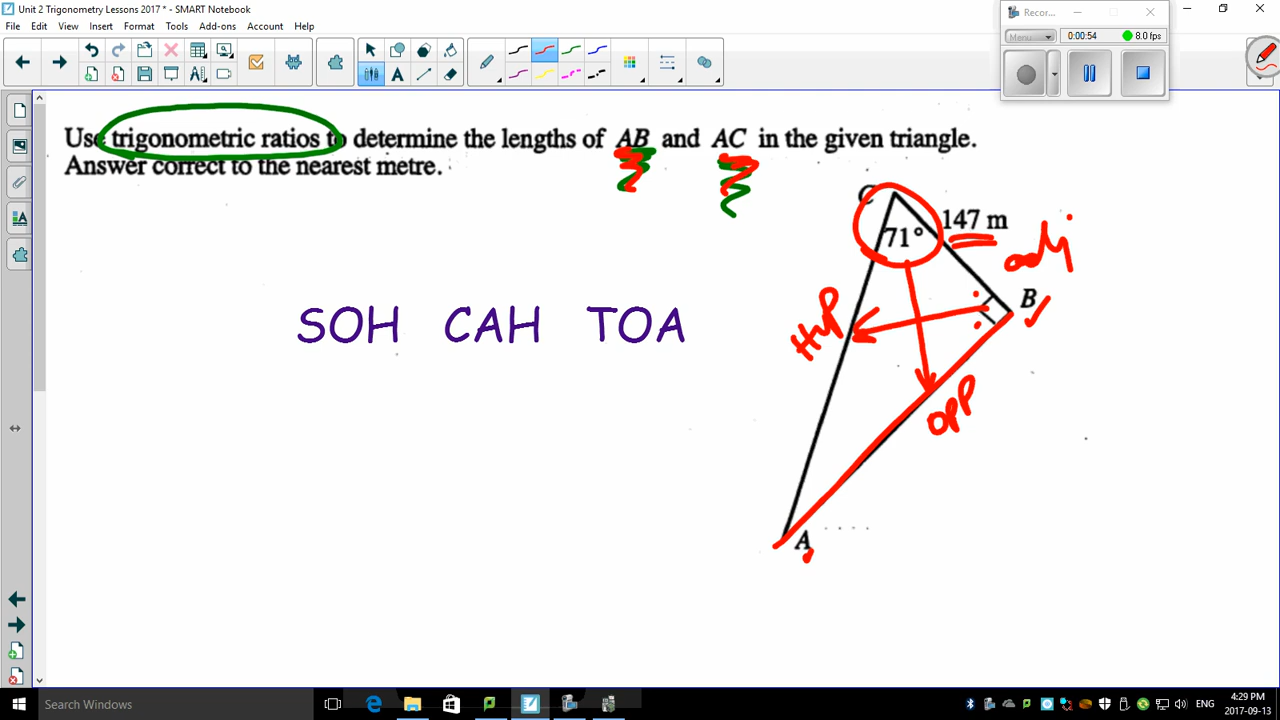 Unit 2 Trigonometry Lessons 2017 * - SMART Notebook
Recor...
File Edit View Insert Format Tools Add-ons Account Help
Menu
0:00:54
8.0 fps
Use trigonometric ratios to determine the lengths of AB and AC in the given triangle.
Answer correct to the nearest metre.
C
147 m
71°
adj
B
Hyp
SOH CAH TOA
opp
A
Search Windows
ENG
4:29 PM
2017-09-13